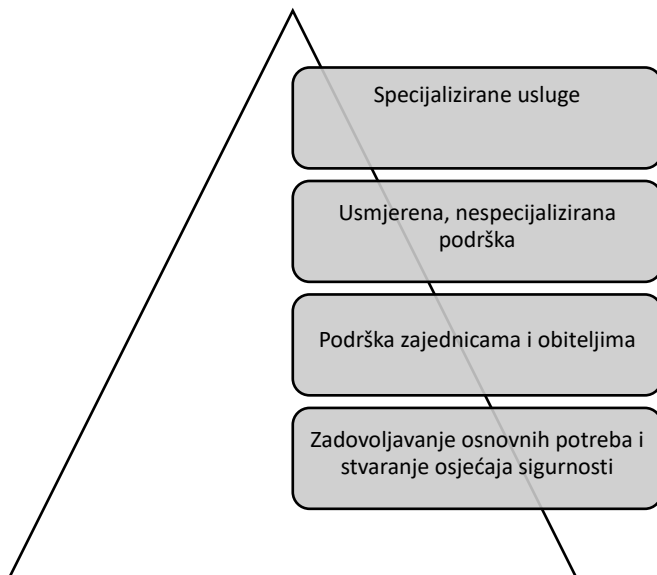 Specijalizirane usluge
Usmjerena, nespecijalizirana
podrška
Podrška zajednicama i obiteljima
Zadovoljavanje osnovnih potreba i
stvaranje osjećaja sigurnosti